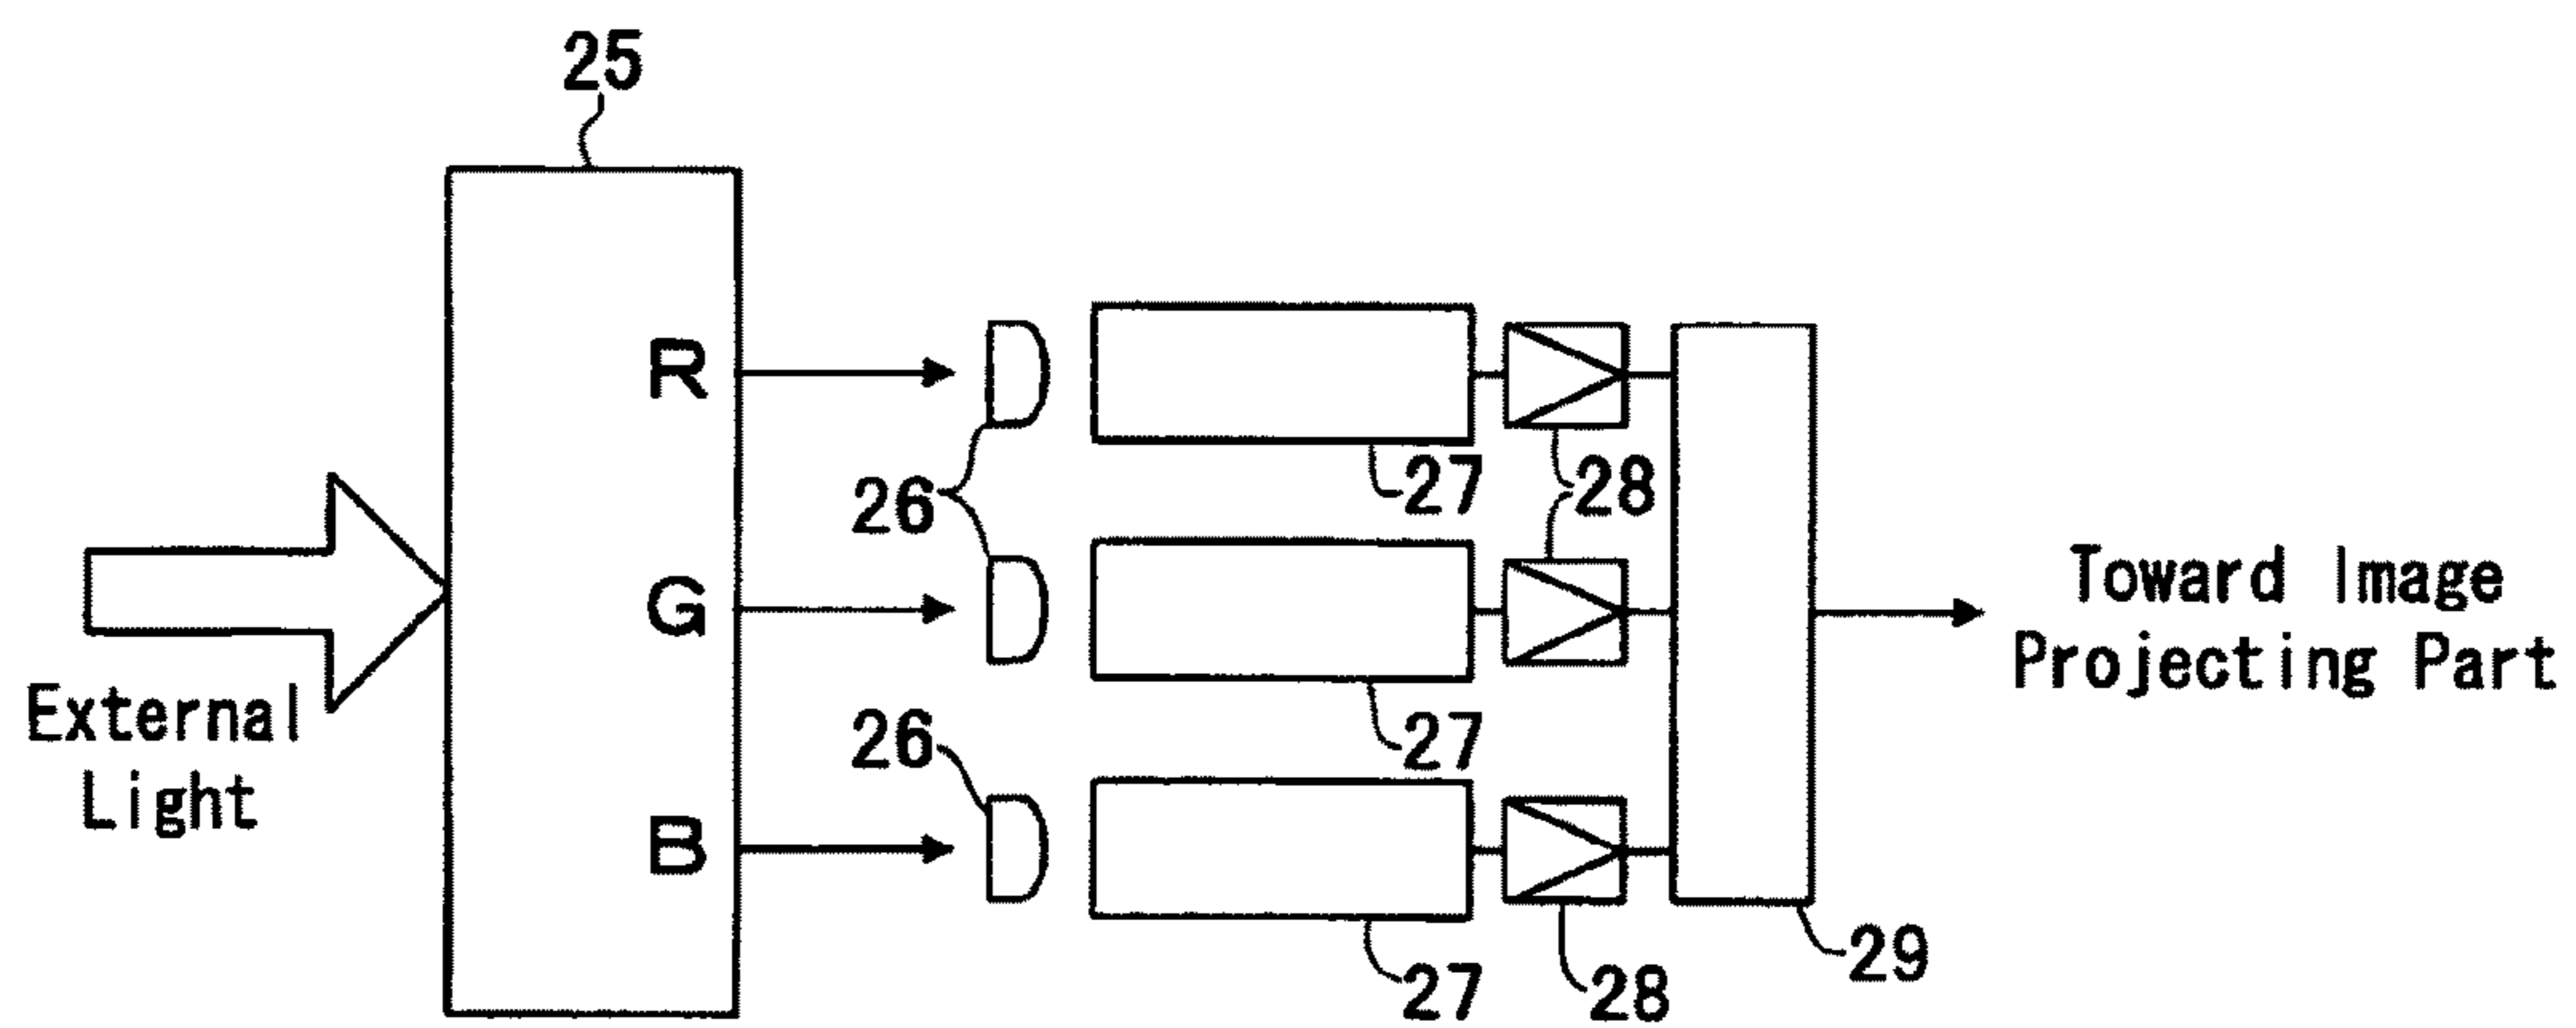 25
R
26
27
28
G
External
Light
Toward Image
Projecting Part
26
27
B
29
27
28